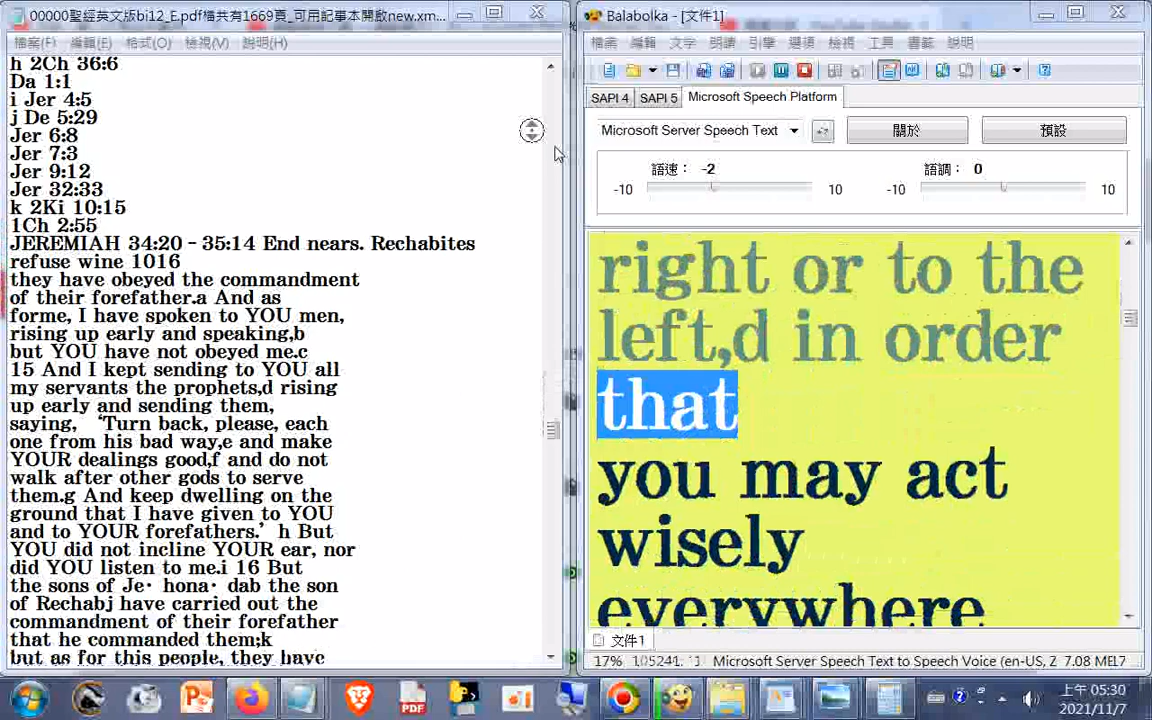 00000聖經英文版bi12_E.pdf檔共有1669頁_可用記事本開啟new.xm...
檔案(F) 編輯(E) 格式(O) 檢視(V) 說明(H)
h 2Ch 36:6
Da 1:1
i Jer 4:5
j De 5:29
Jer 6:8
Jer 7:3
Jer 9:12
Jer 32:33
k 2Ki 10:15
1Ch 2:55
JEREMIAH 34:20 – 35:14 End nears. Rechabites
refuse wine 1016
they have obeyed the commandment
of their forefather.a And as
forme, I have spoken to YOU men,
rising up early and speaking,b
but YOU have not obeyed me.c
15 And I kept sending to YOU all
my servants the prophets,d rising
up early and sending them,
saying, ‘Turn back, please, each
one from his bad way,e and make
YOUR dealings good,f and do not
walk after other gods to serve
them.g And keep dwelling on the
ground that I have given to YOU
and to YOUR forefathers.’ h But
YOU did not incline YOUR ear, nor
did YOU listen to me.i 16 But
the sons of Je· hona· dab the son
of Rechabj have carried out the
commandment of their forefather
that he commanded them;k
but as for this people, they have
Balabolka - [文件1]
檔案 編輯 文字 朗讀 引擎 選項 檢視 工具 書籤 說明
SAPI 4 SAPI 5 Microsoft Speech Platform
Microsoft Server Speech Text 關於 預設
語速： -2 語調： 0
-10 10 -10 10
right or to the
left,d in order
that
you may act
wisely
everywhere
文件1
17% Microsoft Server Speech Text to Speech Voice (en-US, Z 7.08 MB
上午 05:30
2021/11/7